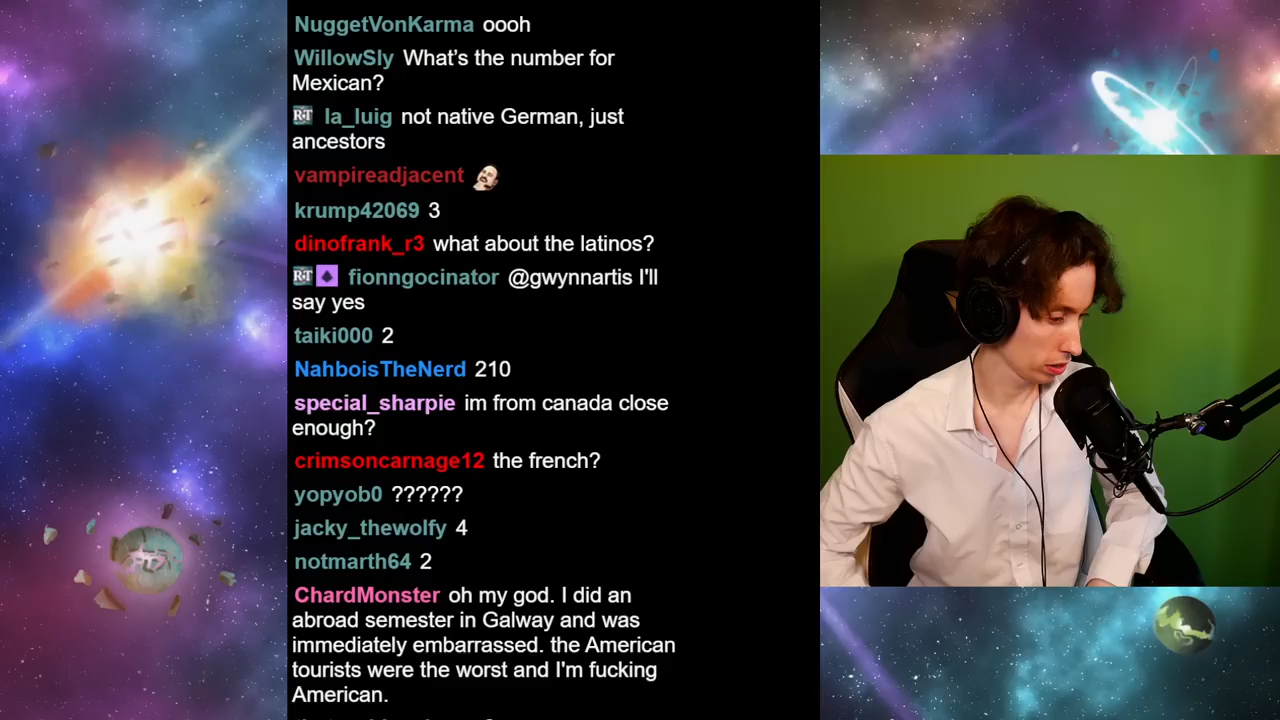 NuggetVonKarma oooh
WillowSly What's the number for
Mexican?
RT la_luig not native German, just
ancestors
vampireadjacent
krump42069 3
dinofrank_r3 what about the latinos?
RT fionngocinator @gwynnartis I'll
say yes
taiki000 2
NahboisTheNerd 210
special_sharpie im from canada close
enough?
crimsoncarnage12 the french?
yopyob0 ??????
jacky_thewolfy 4
notmarth64 2
ChardMonster oh my god. I did an
abroad semester in Galway and was
immediately embarrassed. the American
tourists were the worst and I'm fucking
American.